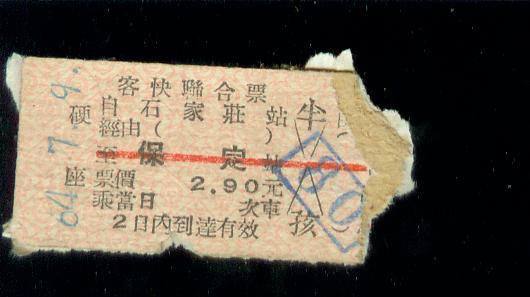 64.7.9.
客快聯合票
硬座
自石家莊站
經由( )
至保定站
票價2.90元
乘當日 次車
2日内到達有效
半
孩